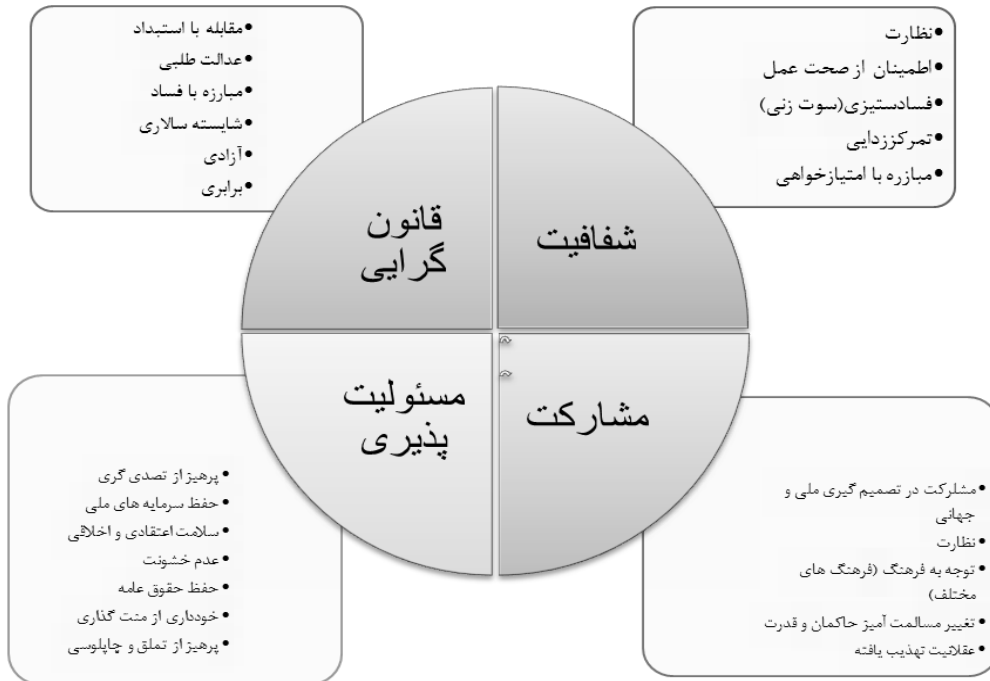 •نظارت
•اطمینان از صحت عمل
•فسادستیزی(سوت زنی)
•تمرکززدایی
•مبازره با امتیازخواهی
•مقابله با استبداد
•عدالت طلبی
•مبارزه با فساد
•شایسته سالاری
•آزادی
•برابری
شفافیت
قانون
گرایی
مشارکت
مسئولیت
پذیری
•مشلرکت در تصمیم گیری ملی و
جهانی
•نظارت
•توجه به فرهنگ (فرهنگ های
مختلف)
•تغییر مسالمت آمیز حاکمان و قدرت
•عقلانیت تهذیب یافته
•پرهیز از تصدی گری
•حفظ سرمایه های ملی
•سلامت اعتقادی و اخلاقی
•عدم خشونت
•حفظ حقوق عامه
•خودداری از منت گذاری
•پرهیز از تملق و چاپلوسی